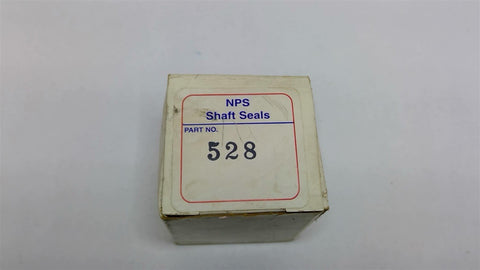 NPS
Shaft Seals
PART NO.
528